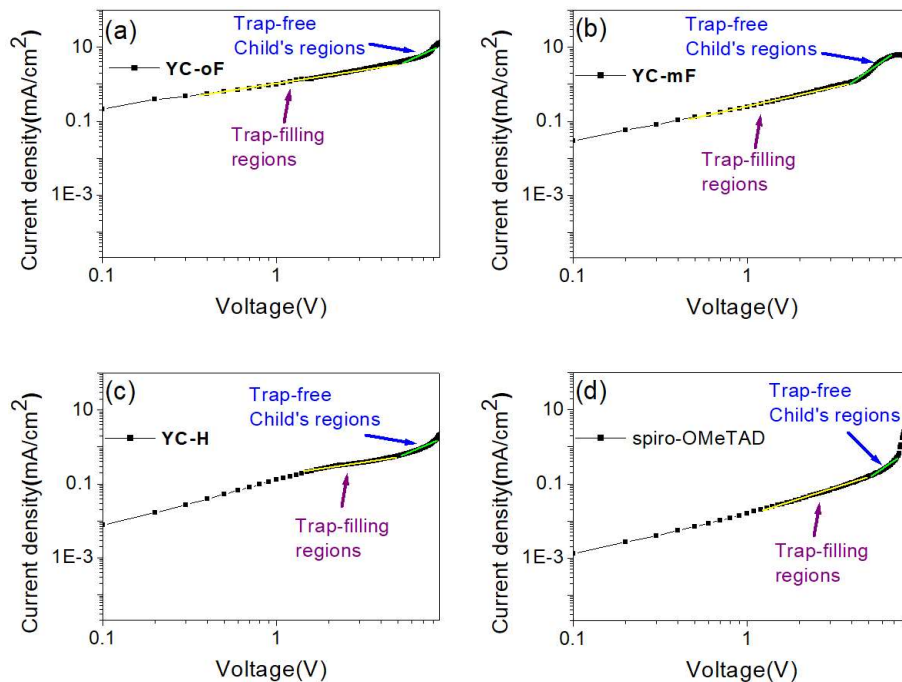 (a)
Trap-free
Child's regions
YC-oF
Trap-filling
regions
Current density(mA/cm²)
10
1
0.1
1E-3
0.1
1
Voltage(V)
(b)
Trap-free
Child's regions
YC-mF
Trap-filling
regions
Current density(mA/cm²)
10
0.1
1E-3
0.1
1
Voltage(V)
(c)
Trap-free
Child's regions
YC-H
Trap-filling
regions
Current density(mA/cm²)
10
0.1
1E-3
0.1
1
Voltage(V)
(d)
Trap-free
Child's regions
spiro-OMeTAD
Trap-filling
regions
Current density(mA/cm²)
10
0.1
1E-3
0.1
1
Voltage(V)